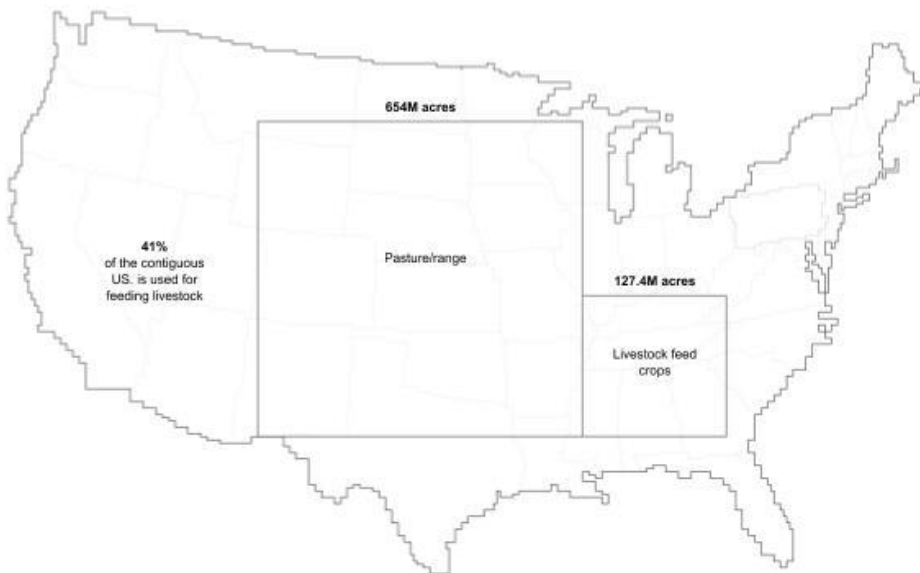 654M acres
41%
of the contiguous
US. is used for
feeding livestock
Pasture/range
127.4M acres
Livestock feed
crops